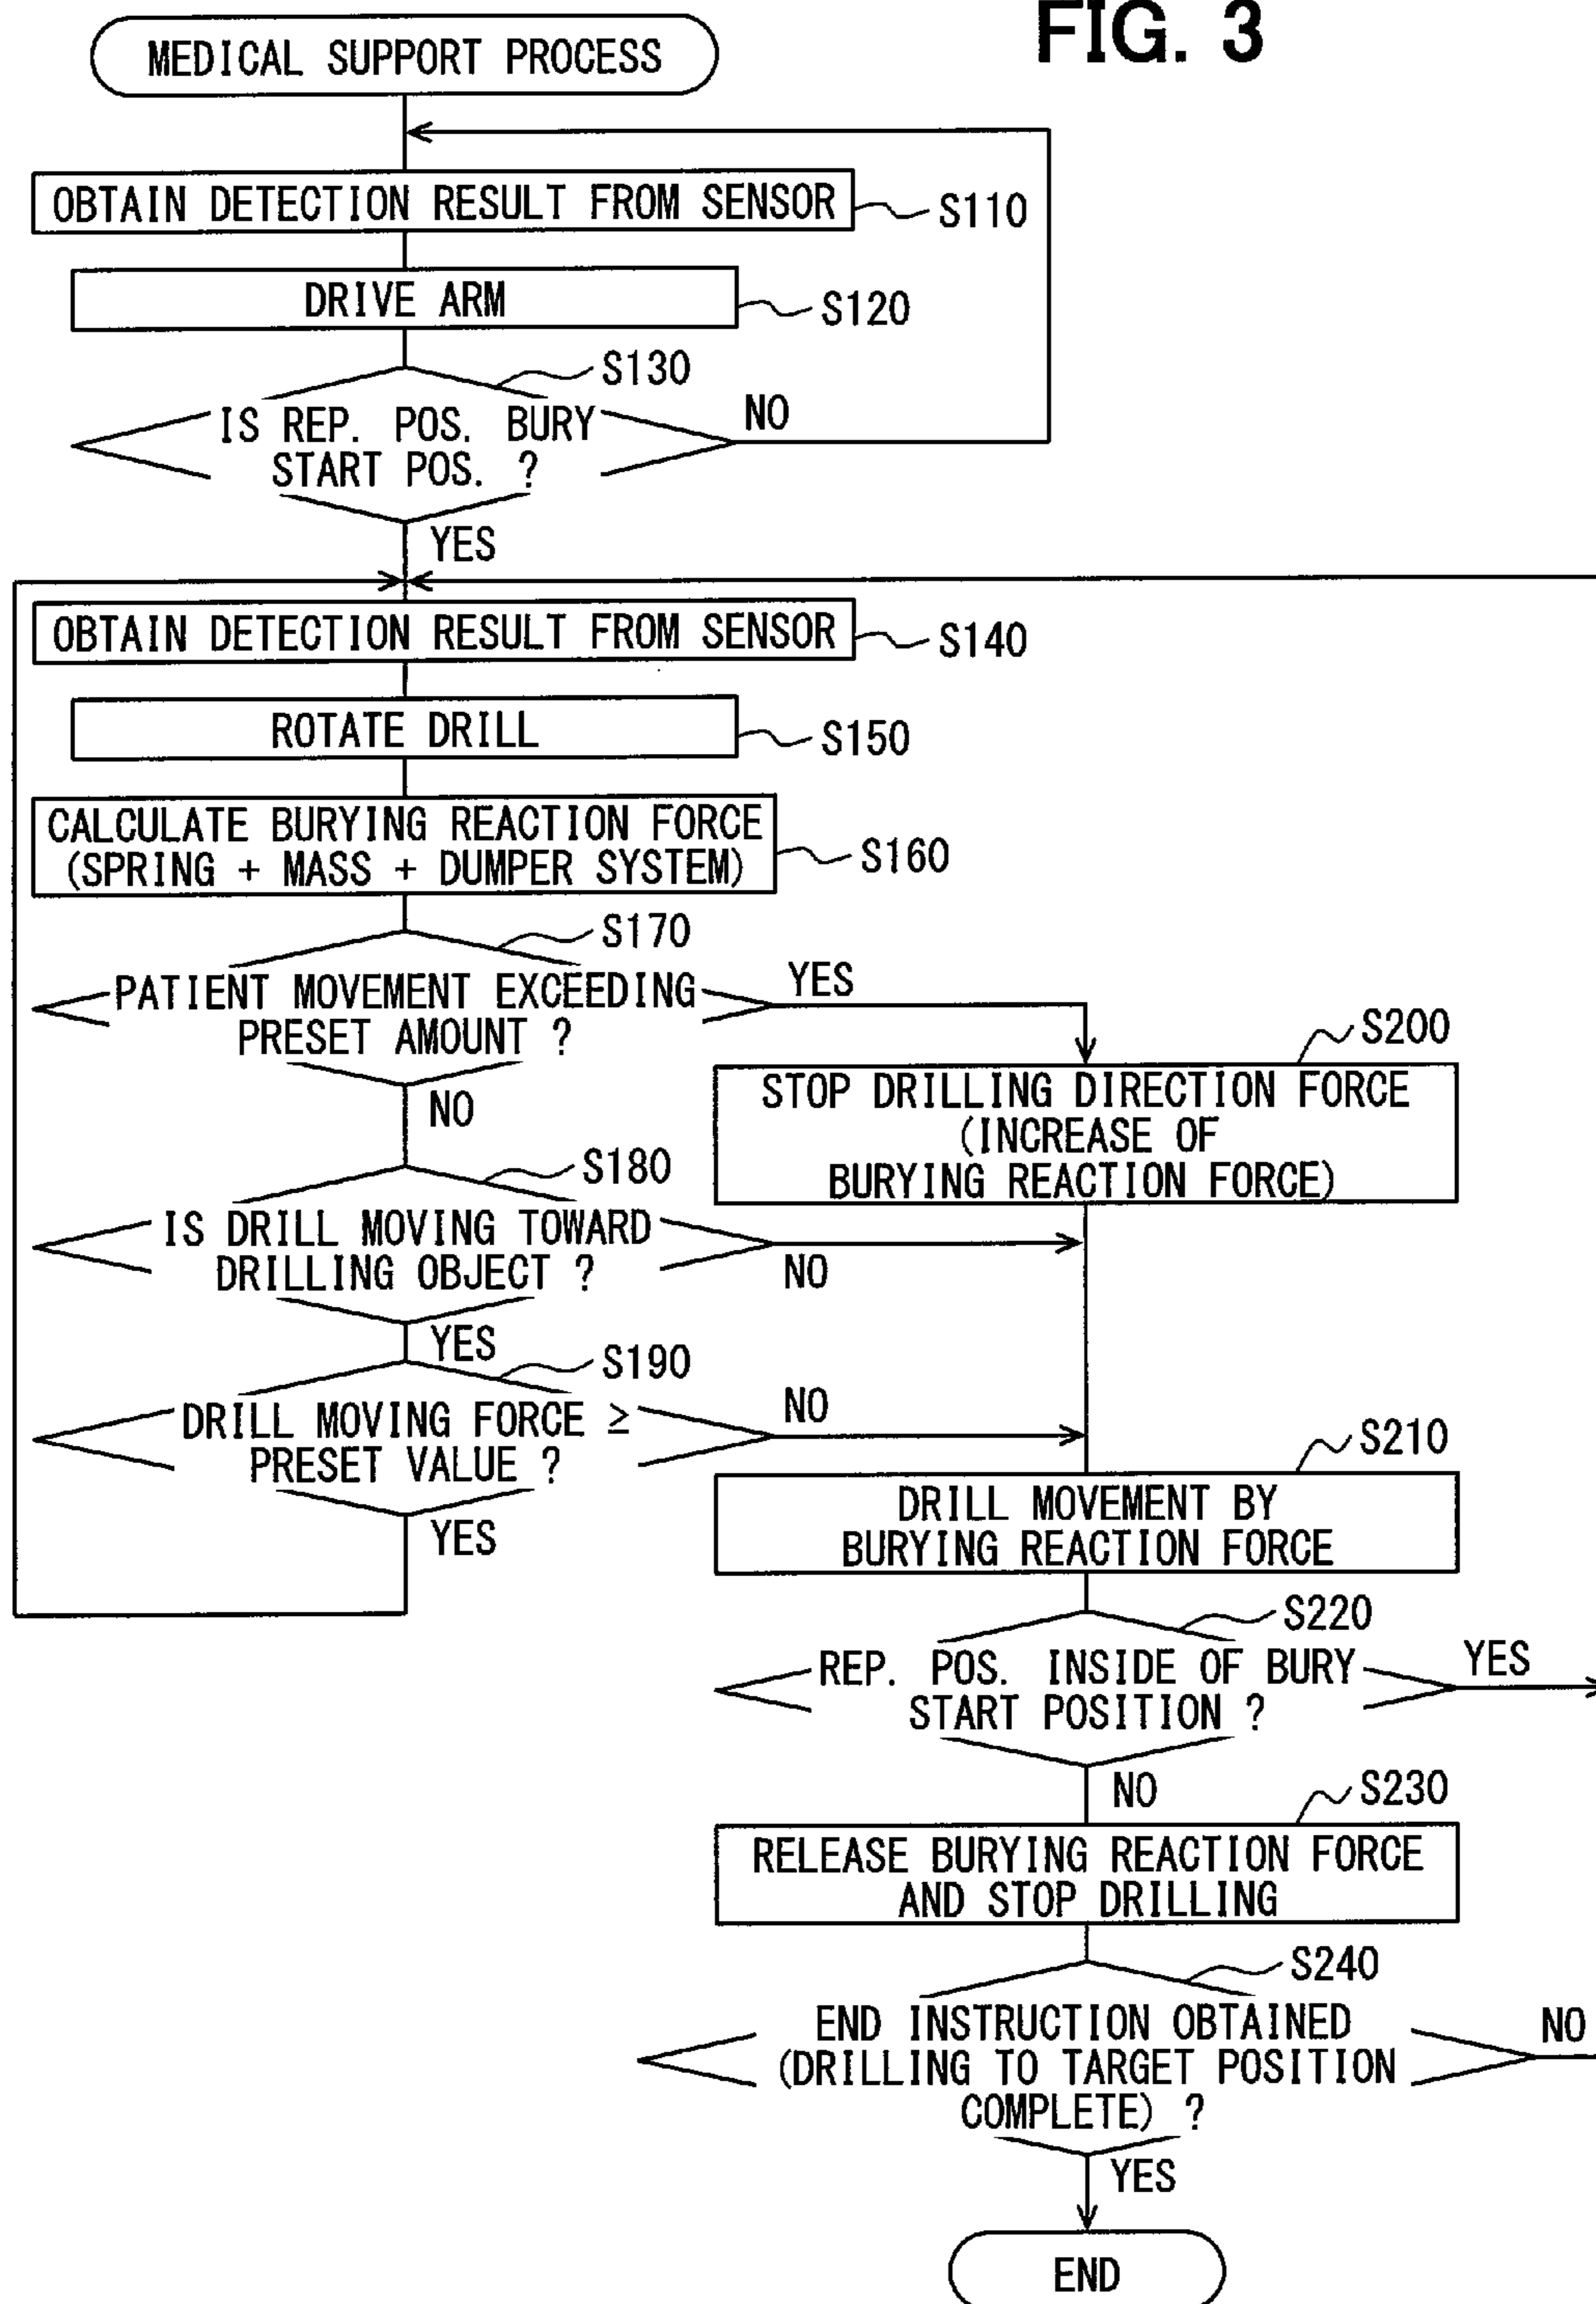 FIG. 3
MEDICAL SUPPORT PROCESS
OBTAIN DETECTION RESULT FROM SENSOR
S110
DRIVE ARM
S120
S130
IS REP. POS. BURY
START POS. ?
NO
YES
OBTAIN DETECTION RESULT FROM SENSOR
S140
ROTATE DRILL
S150
CALCULATE BURYING REACTION FORCE
(SPRING + MASS + DUMPER SYSTEM)
S160
S170
PATIENT MOVEMENT EXCEEDING
PRESET AMOUNT ?
YES
NO
S200
STOP DRILLING DIRECTION FORCE
(INCREASE OF
BURYING REACTION FORCE)
S180
IS DRILL MOVING TOWARD
DRILLING OBJECT ?
NO
YES
S190
DRILL MOVING FORCE ≥
PRESET VALUE ?
NO
YES
S210
DRILL MOVEMENT BY
BURYING REACTION FORCE
S220
REP. POS. INSIDE OF BURY
START POSITION ?
YES
NO
S230
RELEASE BURYING REACTION FORCE
AND STOP DRILLING
S240
END INSTRUCTION OBTAINED
(DRILLING TO TARGET POSITION
COMPLETE) ?
NO
YES
END